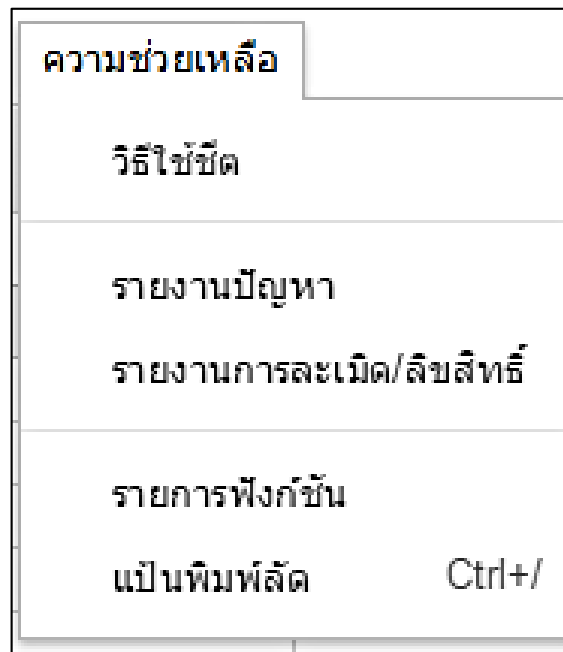 ความช่วยเหลือ
วิธีใช้ชีต
รายงานปัญหา
รายงานการละเมิด/ลิขสิทธิ์
รายการฟังก์ชัน
แป้นพิมพ์ลัด Ctrl+/